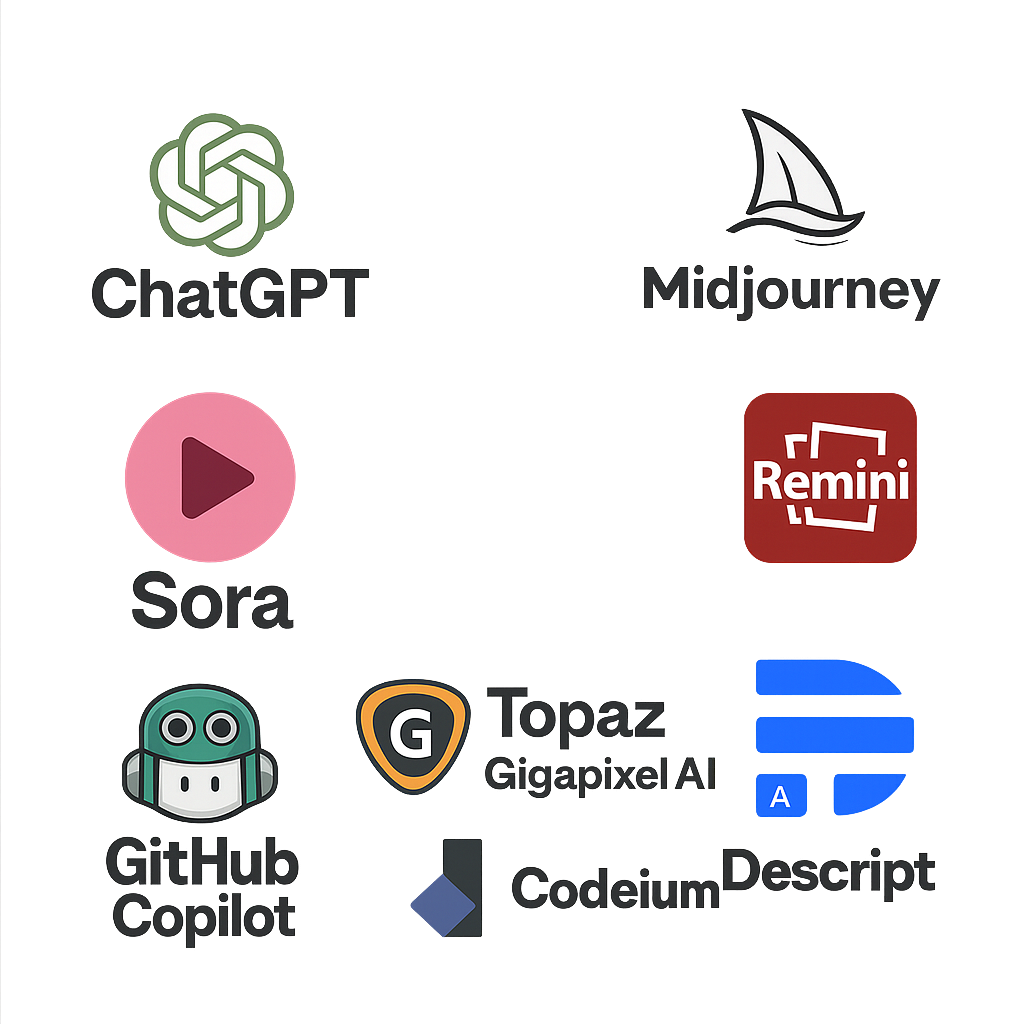 ChatGPT
Midjourney
Sora
Remini
GitHub
Copilot
G
Topaz
Gigapixel AI
Codeium
A
Descript